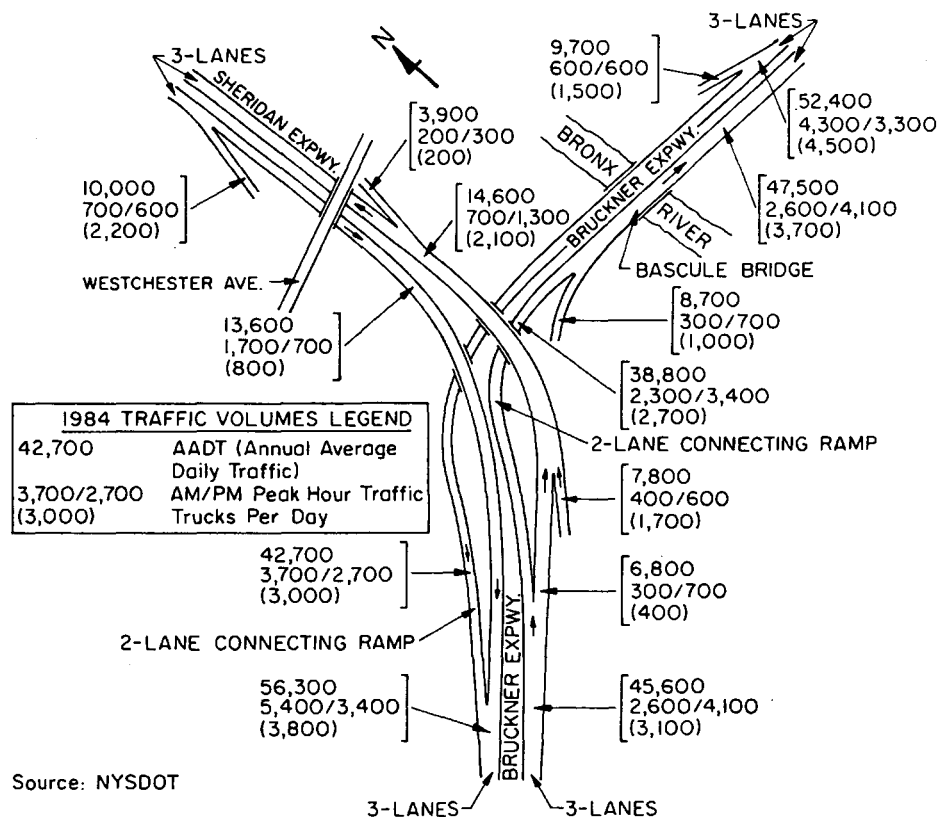 3-LANES
N
3-LANES
SHERIDAN EXPWY.
9,700
600/600
(1,500)
3,900
200/300
(200)
52,400
4,300/3,300
(4,500)
BRONX
RIVER
BRUCKNER EXPWY.
10,000
700/600
(2,200)
14,600
700/1,300
(2,100)
47,500
2,600/4,100
(3,700)
WESTCHESTER AVE.
BASCULE BRIDGE
13,600
1,700/700
(800)
8,700
300/700
(1,000)
38,800
2,300/3,400
(2,700)
1984 TRAFFIC VOLUMES LEGEND
42,700 AADT (Annual Average
Daily Traffic)
3,700/2,700 AM/PM Peak Hour Traffic
(3,000) Trucks Per Day
2-LANE CONNECTING RAMP
7,800
400/600
(1,700)
42,700
3,700/2,700
(3,000)
6,800
300/700
(400)
2-LANE CONNECTING RAMP
BRUCKNER EXPWY.
56,300
5,400/3,400
(3,800)
45,600
2,600/4,100
(3,100)
Source: NYSDOT
3-LANES
3-LANES